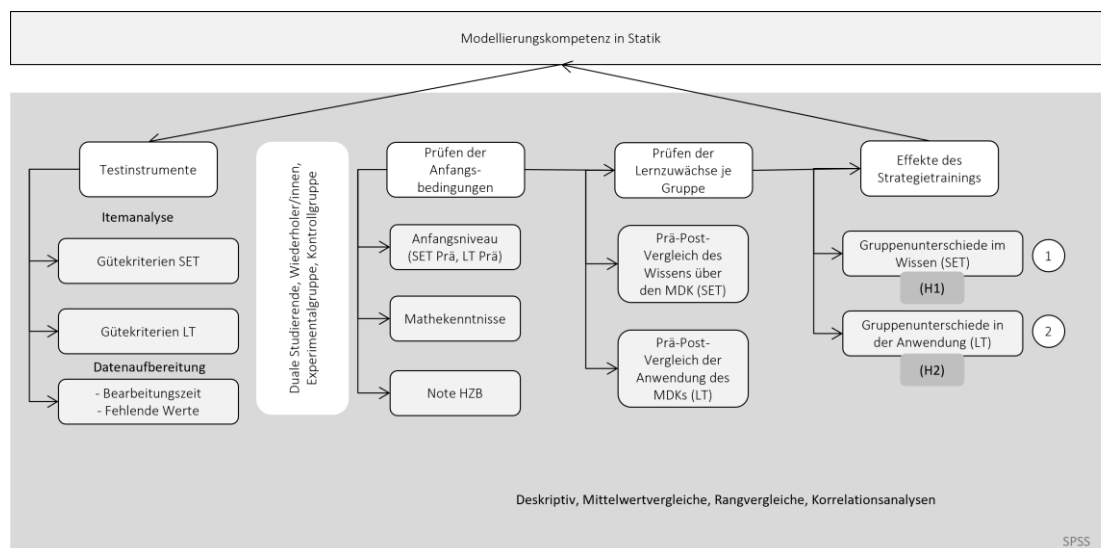 Modellierungskompetenz in Statik
Testinstrumente
Itemanalyse
Gütekriterien SET
Gütekriterien LT
Datenaufbereitung
- Bearbeitungszeit
- Fehlende Werte
Duale Studierende, Wiederholer/innen,
Experimentalgruppe, Kontrollgruppe
Prüfen der
Anfangs-
bedingungen
Anfangsniveau
(SET Prä, LT Prä)
Mathekenntnisse
Note HZB
Prüfen der
Lernzuwächse je
Gruppe
Prä-Post-
Vergleich des
Wissens über
den MDK (SET)
Prä-Post-
Vergleich der
Anwendung des
MDKs (LT)
Effekte des
Strategietrainings
Gruppenunterschiede im
Wissen (SET)
1
(H1)
Gruppenunterschiede in
der Anwendung (LT)
2
(H2)
Deskriptiv, Mittelwertvergleiche, Rangvergleiche, Korrelationsanalysen
SPSS